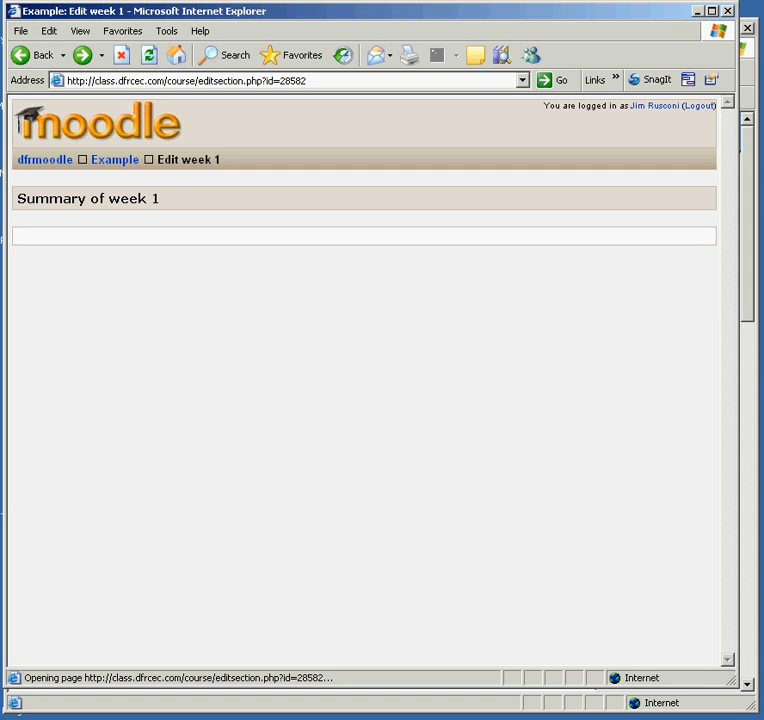 Example: Edit week 1 - Microsoft Internet Explorer
File Edit View Favorites Tools Help
Back Search Favorites
Address http://class.dfrcec.com/course/editsection.php?id=28582 Go Links » SnagIt
moodle
You are logged in as Jim Rusconi (Logout)
dfrmoodle □ Example □ Edit week 1
Summary of week 1
Opening page http://class.dfrcec.com/course/editsection.php?id=28582... Internet
Internet